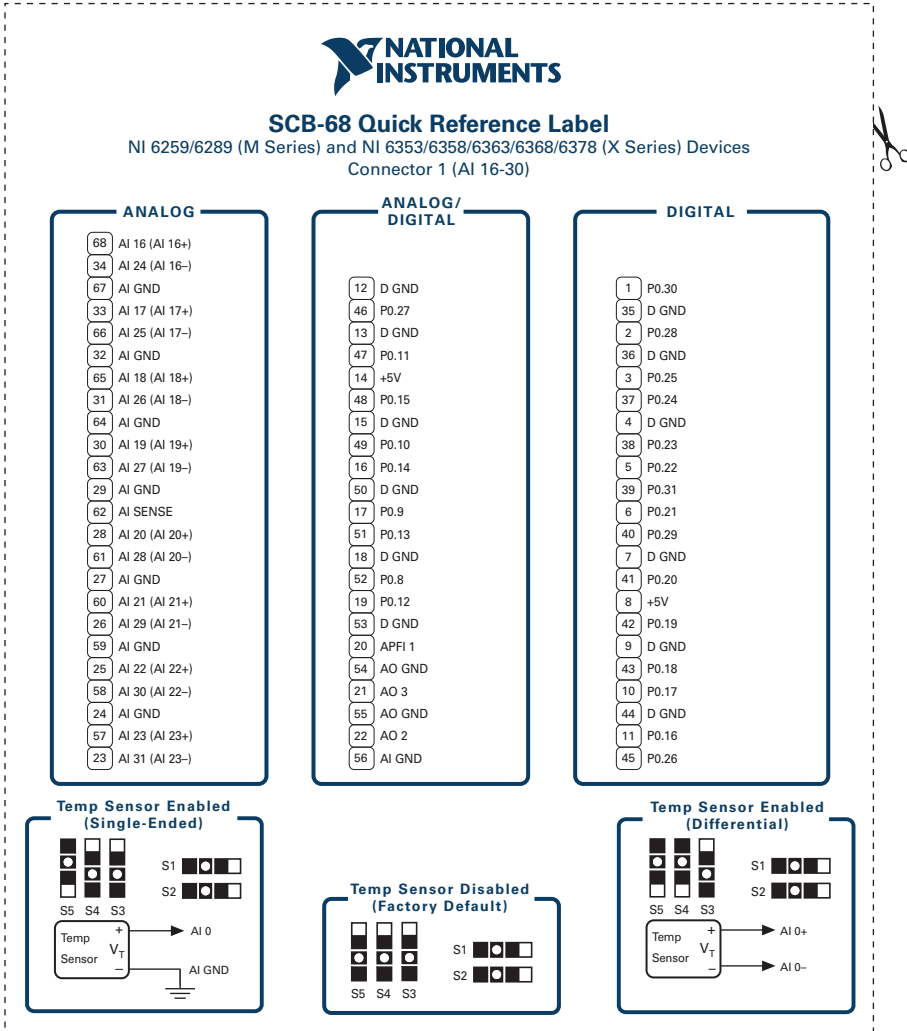 NATIONAL
INSTRUMENTS
SCB-68 Quick Reference Label
NI 6259/6289 (M Series) and NI 6353/6358/6363/6368/6378 (X Series) Devices
Connector 1 (AI 16-30)
ANALOG
68 AI 16 (AI 16+)
34 AI 24 (AI 16–)
67 AI GND
33 AI 17 (AI 17+)
66 AI 25 (AI 17–)
32 AI GND
65 AI 18 (AI 18+)
31 AI 26 (AI 18–)
64 AI GND
30 AI 19 (AI 19+)
63 AI 27 (AI 19–)
29 AI GND
62 AI SENSE
28 AI 20 (AI 20+)
61 AI 28 (AI 20–)
27 AI GND
60 AI 21 (AI 21+)
26 AI 29 (AI 21–)
59 AI GND
25 AI 22 (AI 22+)
58 AI 30 (AI 22–)
24 AI GND
57 AI 23 (AI 23+)
23 AI 31 (AI 23–)
ANALOG/
DIGITAL
12 D GND
46 P0.27
13 D GND
47 P0.11
14 +5V
48 P0.15
15 D GND
49 P0.10
16 P0.14
50 D GND
17 P0.9
51 P0.13
18 D GND
52 P0.8
19 P0.12
53 D GND
20 APFI 1
54 AO GND
21 AO 3
55 AO GND
22 AO 2
56 AI GND
DIGITAL
1 P0.30
35 D GND
2 P0.28
36 D GND
3 P0.25
37 P0.24
4 D GND
38 P0.23
5 P0.22
39 P0.31
6 P0.21
40 P0.29
7 D GND
41 P0.20
8 +5V
42 P0.19
9 D GND
43 P0.18
10 P0.17
44 D GND
11 P0.16
45 P0.26
Temp Sensor Enabled
(Single-Ended)
S1
S2
S5 S4 S3
Temp
Sensor
+
VT
–
AI 0
AI GND
Temp Sensor Disabled
(Factory Default)
S1
S2
S5 S4 S3
Temp Sensor Enabled
(Differential)
S1
S2
S5 S4 S3
Temp
Sensor
+
VT
–
AI 0+
AI 0–